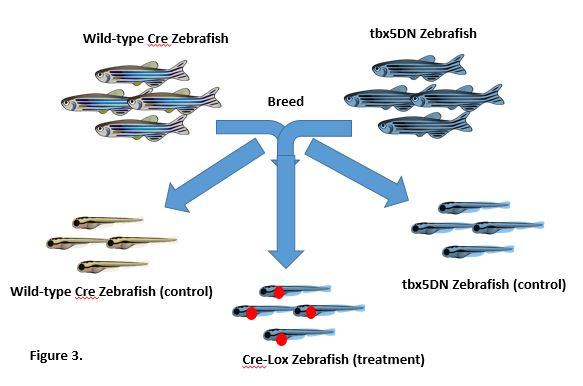 Wild-type Cre Zebrafish
tbx5DN Zebrafish
Breed
Wild-type Cre Zebrafish (control)
tbx5DN Zebrafish (control)
Cre-Lox Zebrafish (treatment)
Figure 3.